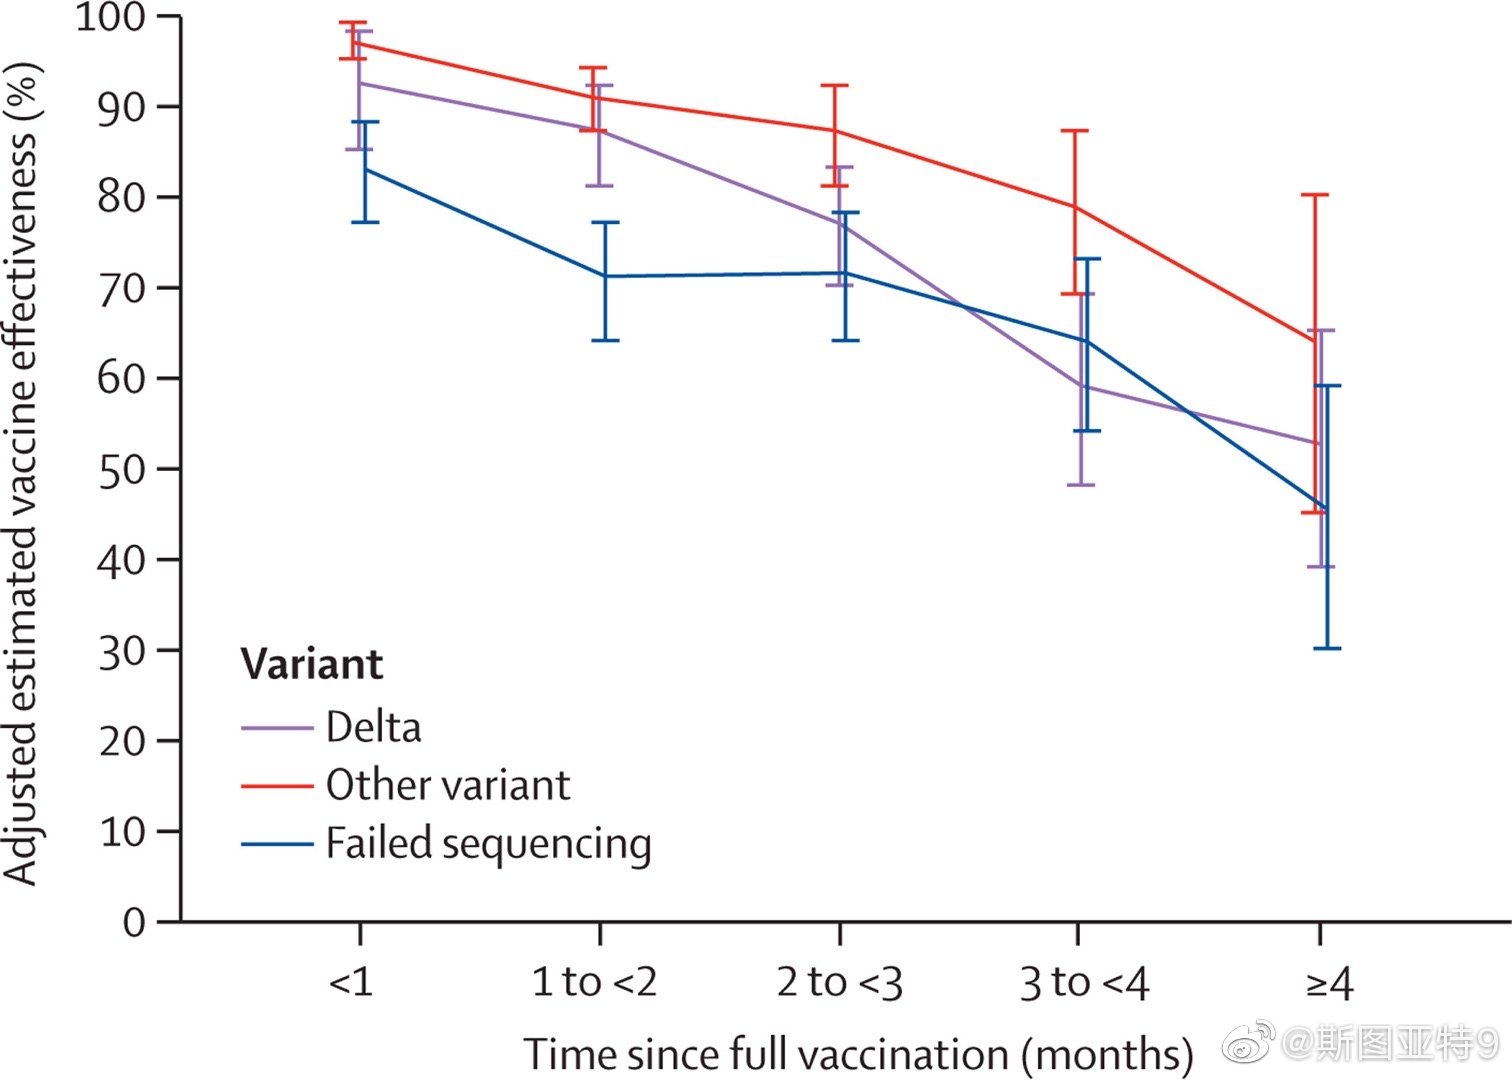 Adjusted estimated vaccine effectiveness (%)
100
90
80
70
60
50
40
30
20
10
0
Variant
Delta
Other variant
Failed sequencing
<1
1 to <2
2 to <3
3 to <4
≥4
Time since full vaccination (months)
@斯图亚特9